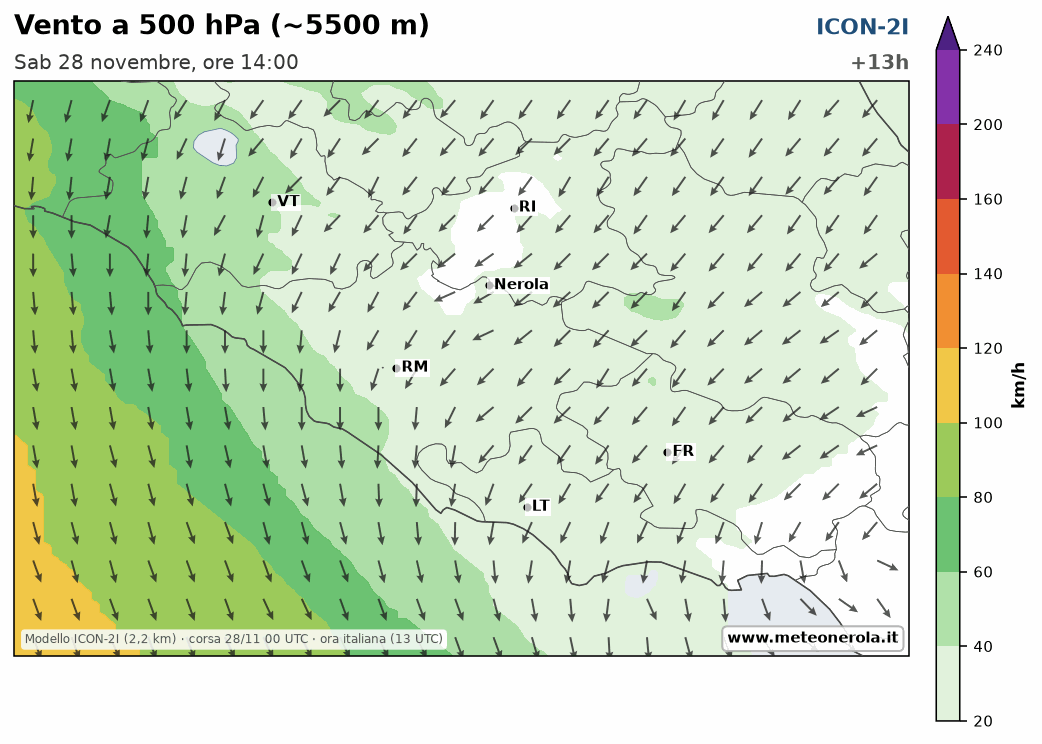 Vento a 500 hPa (~5500 m)
ICON-2I
Sab 28 novembre, ore 14:00
+13h
VT
RI
Nerola
RM
FR
LT
Modello ICON-2I (2,2 km) · corsa 28/11 00 UTC · ora italiana (13 UTC)
www.meteonerola.it
240
200
160
140
120
100
80
60
40
20
km/h